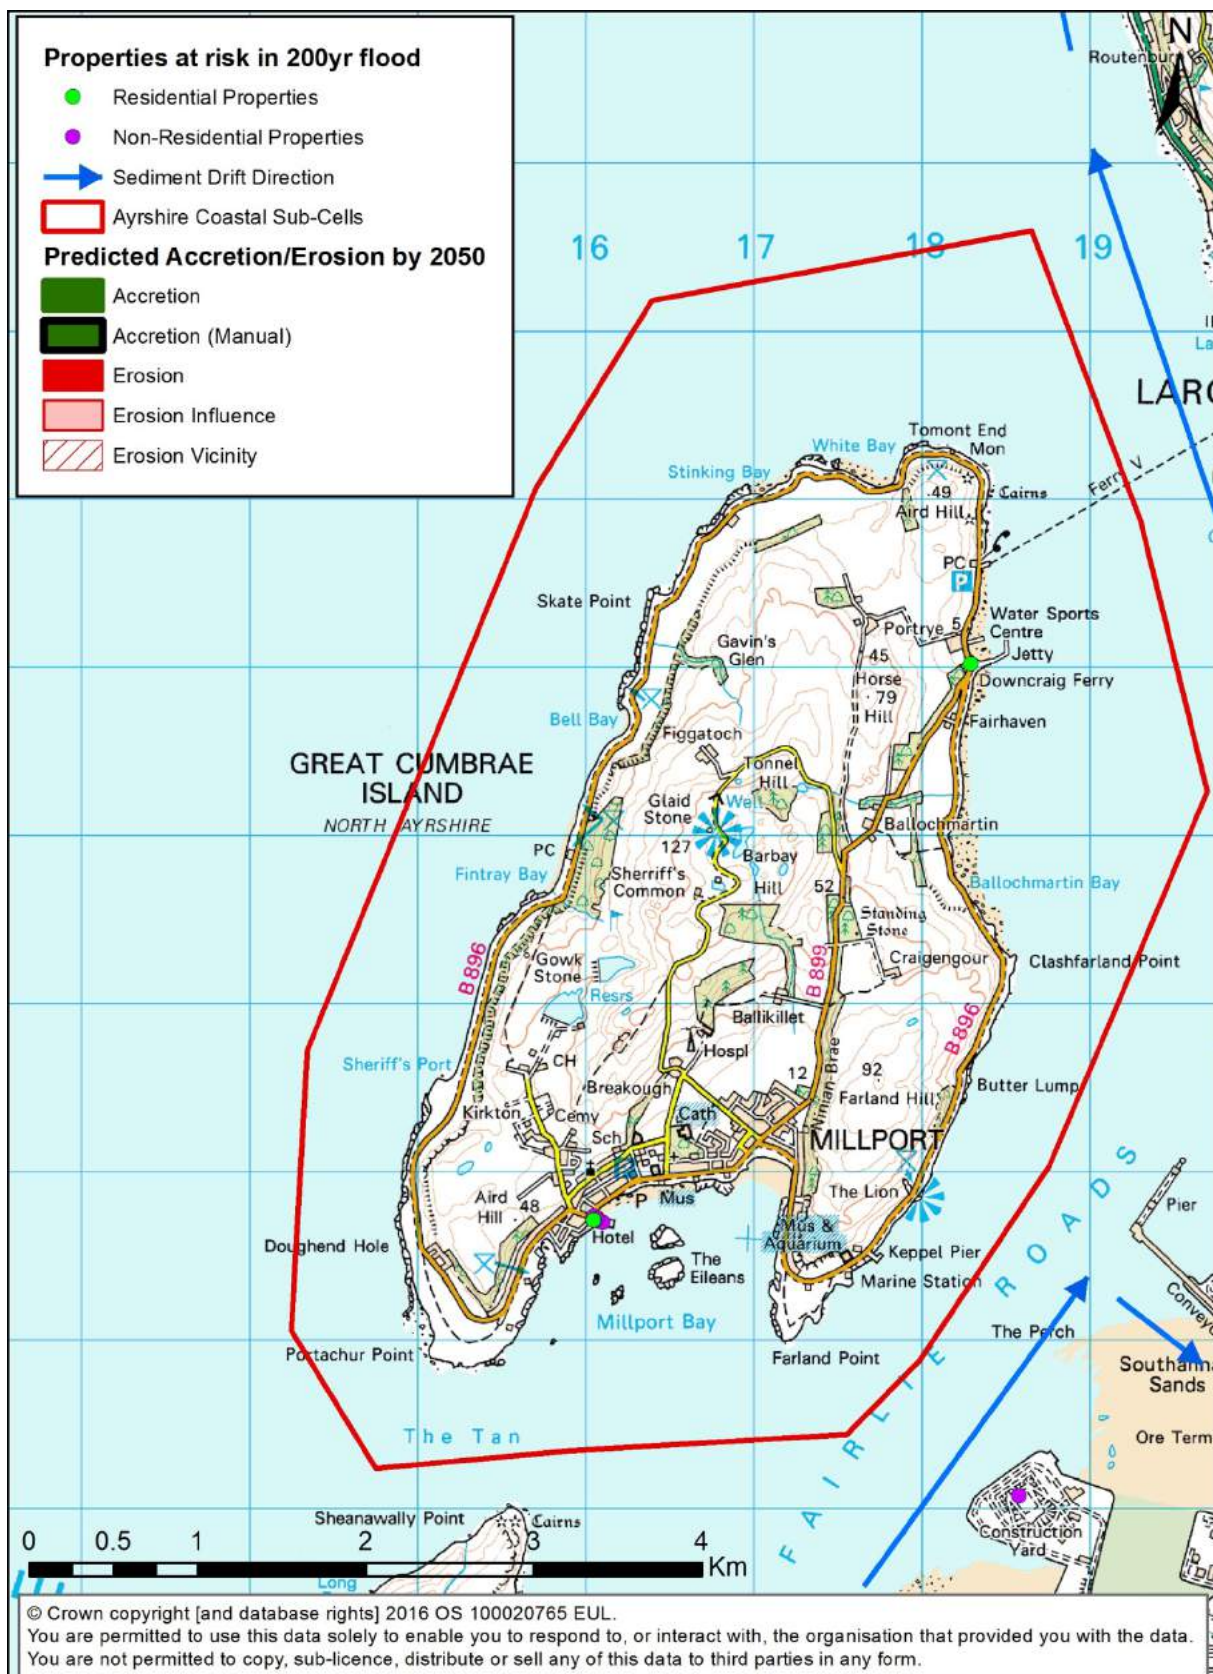 Properties at risk in 200yr flood
Residential Properties
Non-Residential Properties
Sediment Drift Direction
Ayrshire Coastal Sub-Cells
Predicted Accretion/Erosion by 2050
Accretion
Accretion (Manual)
Erosion
Erosion Influence
Erosion Vicinity
N
Routenburn
16
17
18
19
LARG
Tomont End
Mon
White Bay
Stinking Bay
Cairns
49
Aird Hill
Ferry V
PC
P
Skate Point
Water Sports
Centre
Portrye 5
Jetty
Gavin's
Glen
45
Horse
79
Hill
Downcraig Ferry
Bell Bay
Fairhaven
Figgatoch
GREAT CUMBRAE
ISLAND
NORTH AYRSHIRE
Tonnel
Hill
Glaid
Stone
Well
127
Ballochmartin
PC
Barbay
Hill
Fintray Bay
Sherriff's
Common
52
Ballochmartin Bay
Standing
Stone
B 896
Gowk
Stone
B 899
Craigengour
Clashfarland Point
Resrs
Ballikillet
B 896
Hospl
CH
Sheriff's Port
Breakough
12
92
Butter Lump
Farland Hill
Ninian Brae
Kirkton
Cemy
Cath
Sch
MILLPORT
Aird
Hill
48
P
Mus
The Lion
Pier
Doughend Hole
Hotel
Mus &
Aquarium
Keppel Pier
The
Eileans
Marine Station
Millport Bay
The Perch
Portachur Point
Farland Point
FAIRLIE ROADS
Southanna
Sands
The Tan
Ore Term
Sheanawally Point
Cairns
Construction
Yard
0 0.5 1 2 3 4
Km
Long
© Crown copyright [and database rights] 2016 OS 100020765 EUL.
You are permitted to use this data solely to enable you to respond to, or interact with, the organisation that provided you with the data.
You are not permitted to copy, sub-licence, distribute or sell any of this data to third parties in any form.